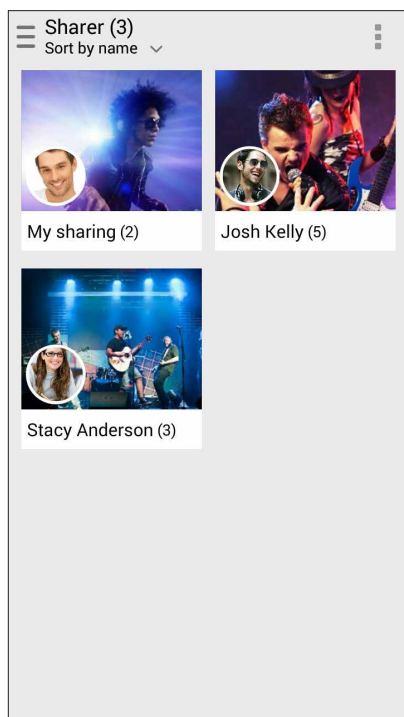 Sharer (3)
Sort by name
My sharing (2)
Josh Kelly (5)
Stacy Anderson (3)